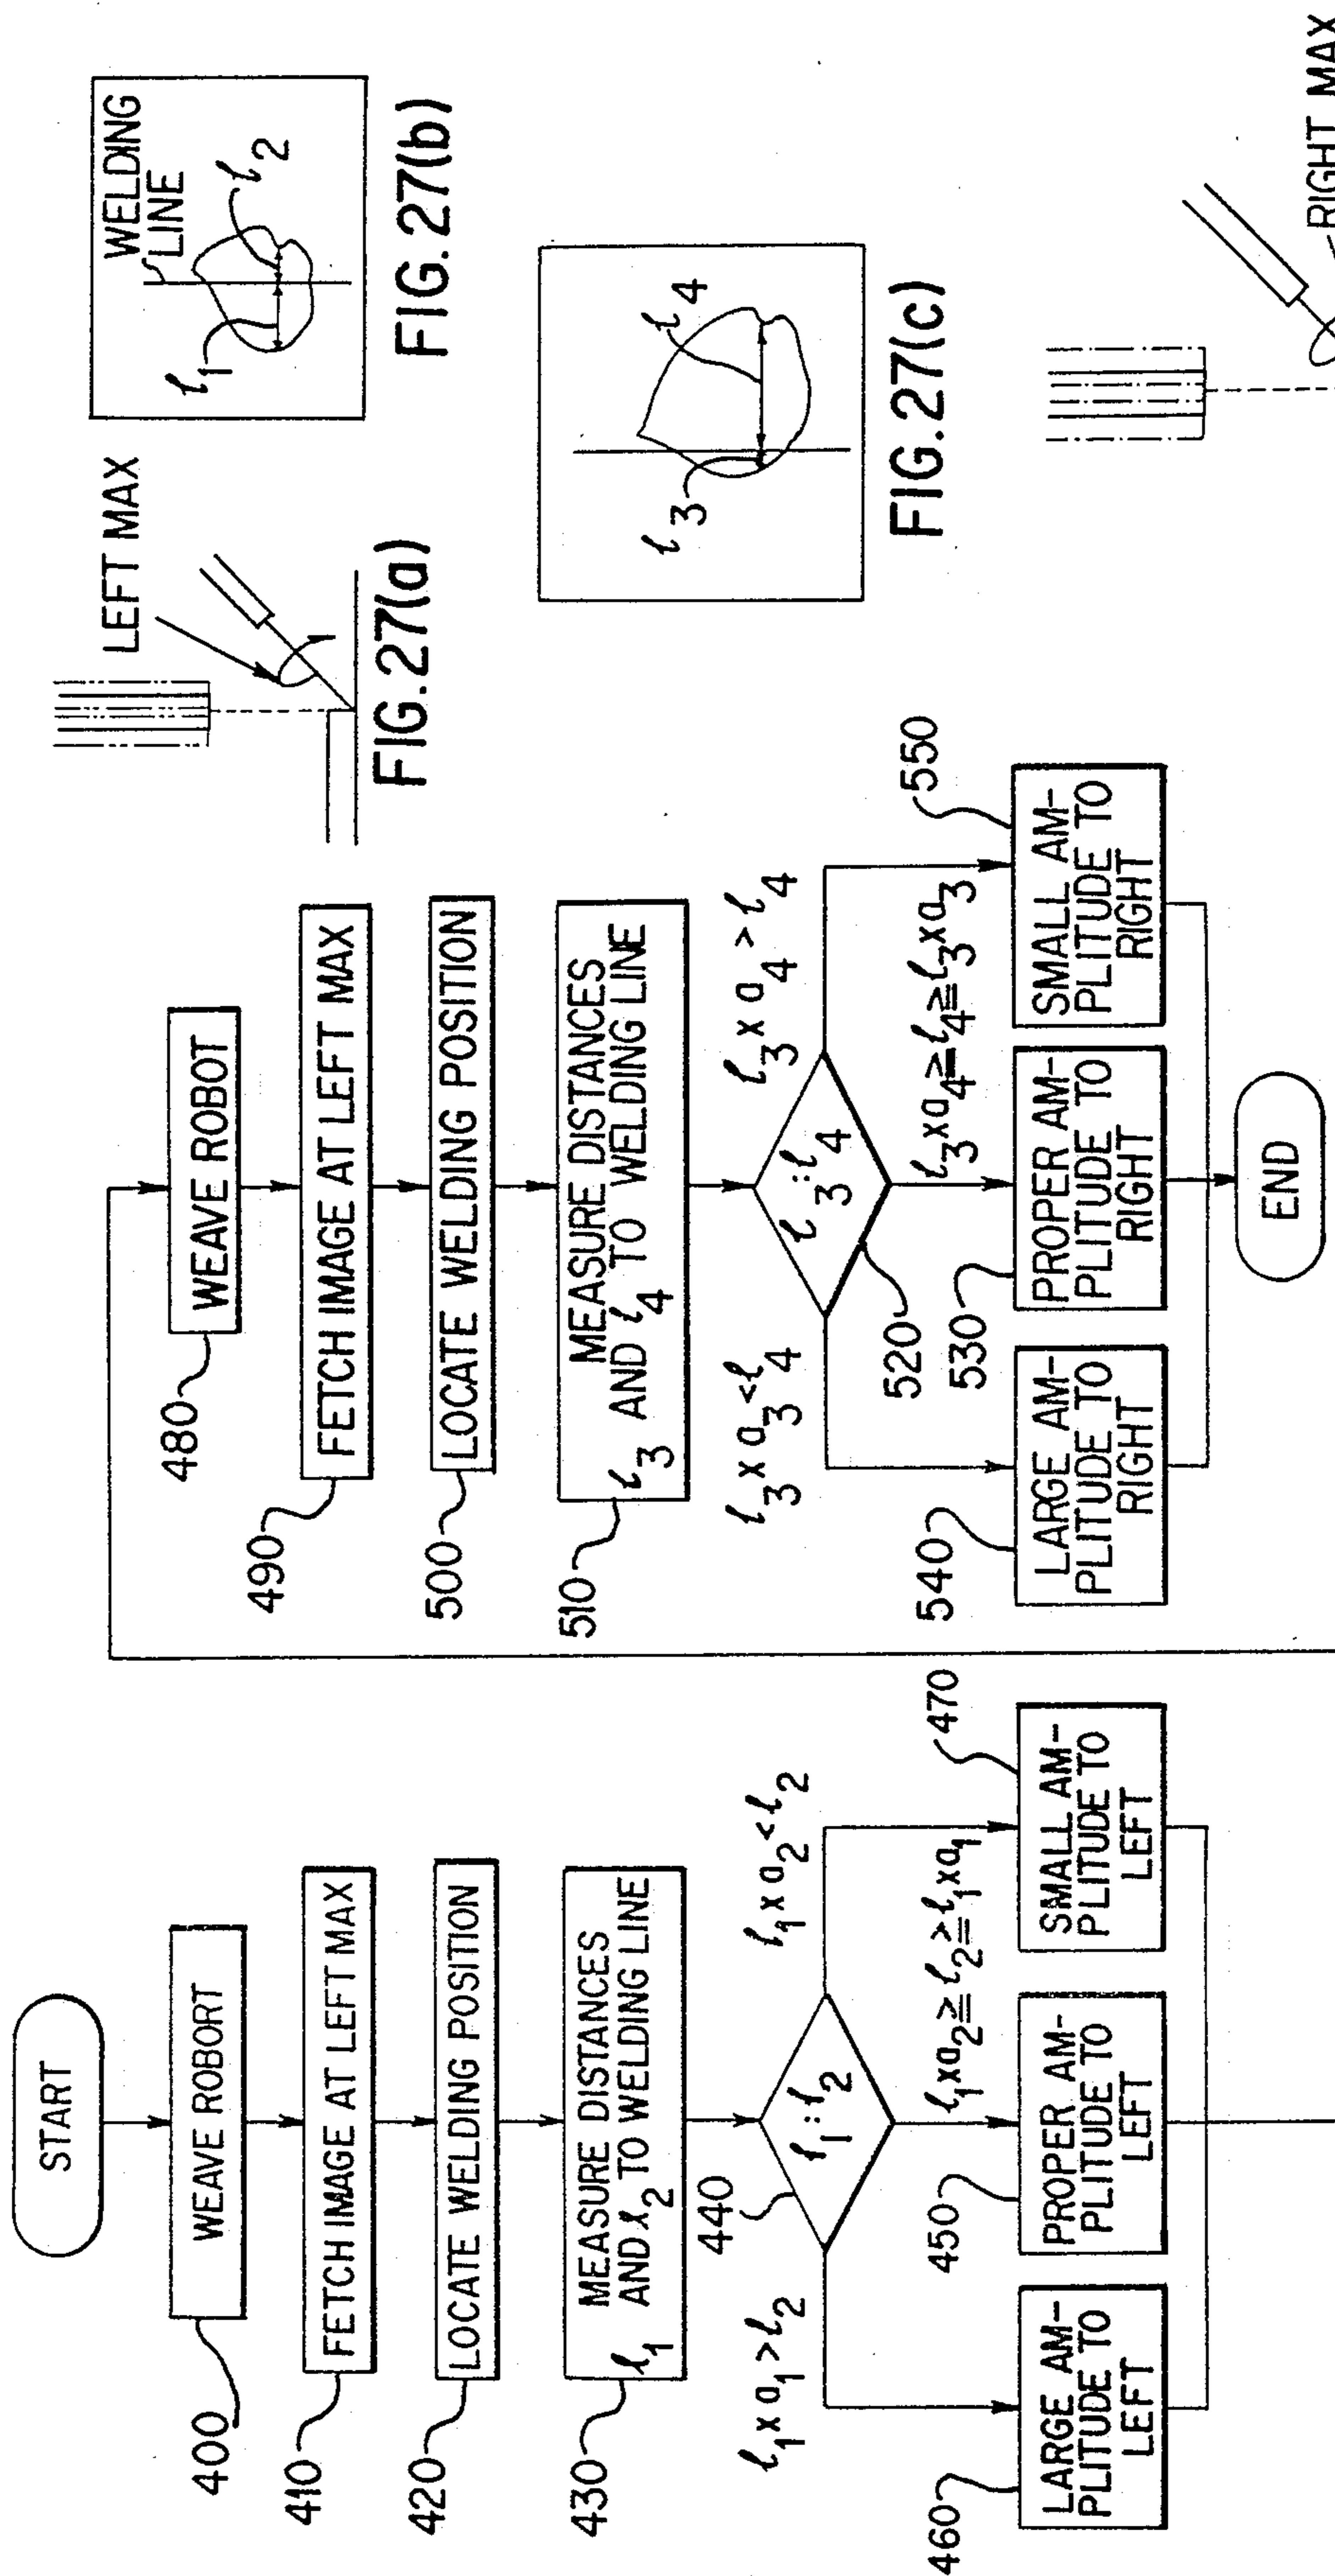 START
400
WEAVE ROBORT
410
FETCH IMAGE AT LEFT MAX
420
LOCATE WELDING POSITION
430
MEASURE DISTANCES
ℓ1 AND ℓ2 TO WELDING LINE
440
ℓ1:ℓ2
ℓ1 x a1 > ℓ2
ℓ1 x a2 < ℓ2
ℓ1 x a2 ≧ ℓ2 ≧ ℓ1 x a1
460
LARGE AM-
PLITUDE TO
LEFT
450
PROPER AM-
PLITUDE TO
LEFT
470
SMALL AM-
PLITUDE TO
LEFT
480
WEAVE ROBOT
490
FETCH IMAGE AT LEFT MAX
500
LOCATE WELDING POSITION
510
MEASURE DISTANCES
ℓ3 AND ℓ4 TO WELDING LINE
520
ℓ3:ℓ4
ℓ3 x a3 < ℓ4
ℓ3 x a4 > ℓ4
ℓ3 x a4 ≧ ℓ4 ≧ ℓ3 x a3
540
LARGE AM-
PLITUDE TO
RIGHT
530
PROPER AM-
PLITUDE TO
RIGHT
550
SMALL AM-
PLITUDE TO
RIGHT
END
LEFT MAX
FIG.27(a)
WELDING
LINE
ℓ1
ℓ2
FIG.27(b)
ℓ3
ℓ4
FIG.27(c)
RIGHT MAX